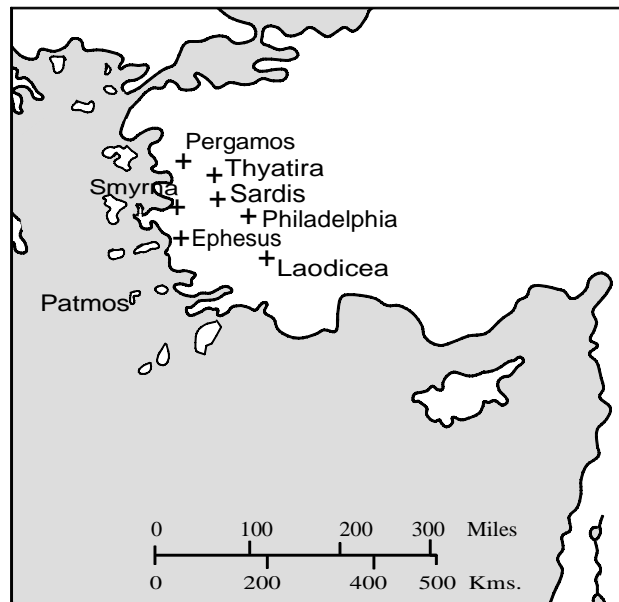 Pergamos
Thyatira
Smyrna
Sardis
Philadelphia
Ephesus
Laodicea
Patmos
0 100 200 300 Miles
0 200 400 500 Kms.